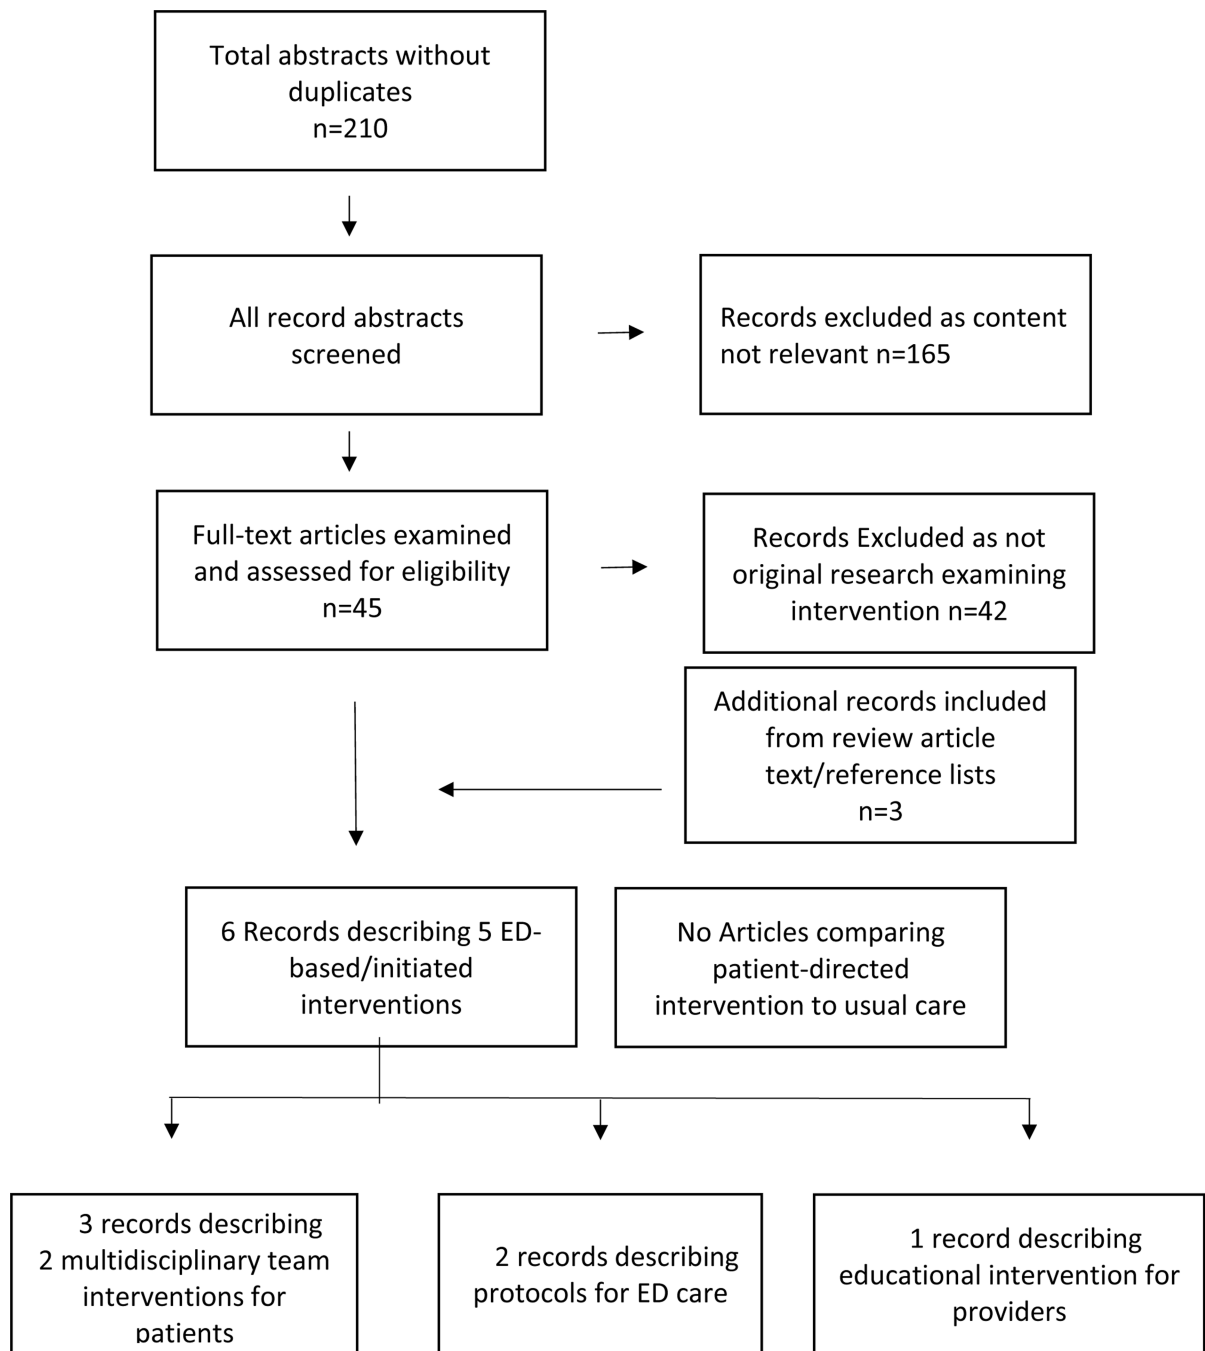 Total abstracts without
duplicates
n=210
All record abstracts
screened
Records excluded as content
not relevant n=165
Full-text articles examined
and assessed for eligibility
n=45
Records Excluded as not
original research examining
intervention n=42
Additional records included
from review article
text/reference lists
n=3
6 Records describing 5 ED-
based/initiated
interventions
No Articles comparing
patient-directed
intervention to usual care
3 records describing
2 multidisciplinary team
interventions for
patients
2 records describing
protocols for ED care
1 record describing
educational intervention for
providers